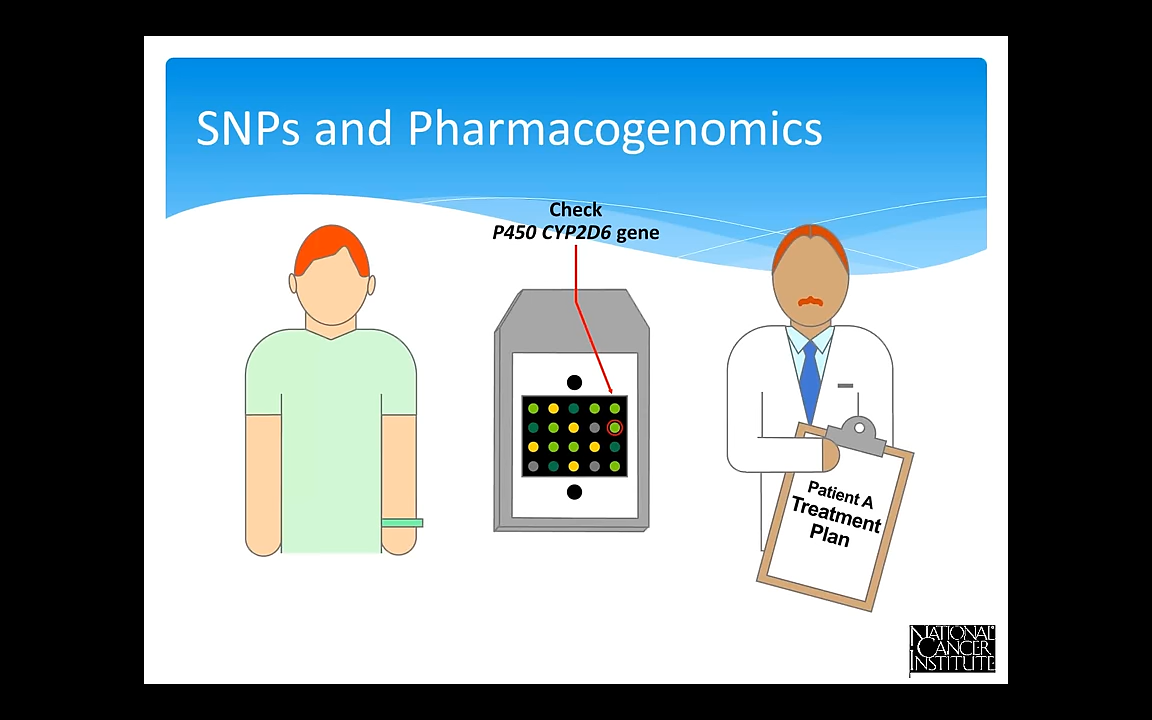 SNPs and Pharmacogenomics
Check
P450 CYP2D6 gene
Patient A
Treatment
Plan
NATIONAL
CANCER
INSTITUTE